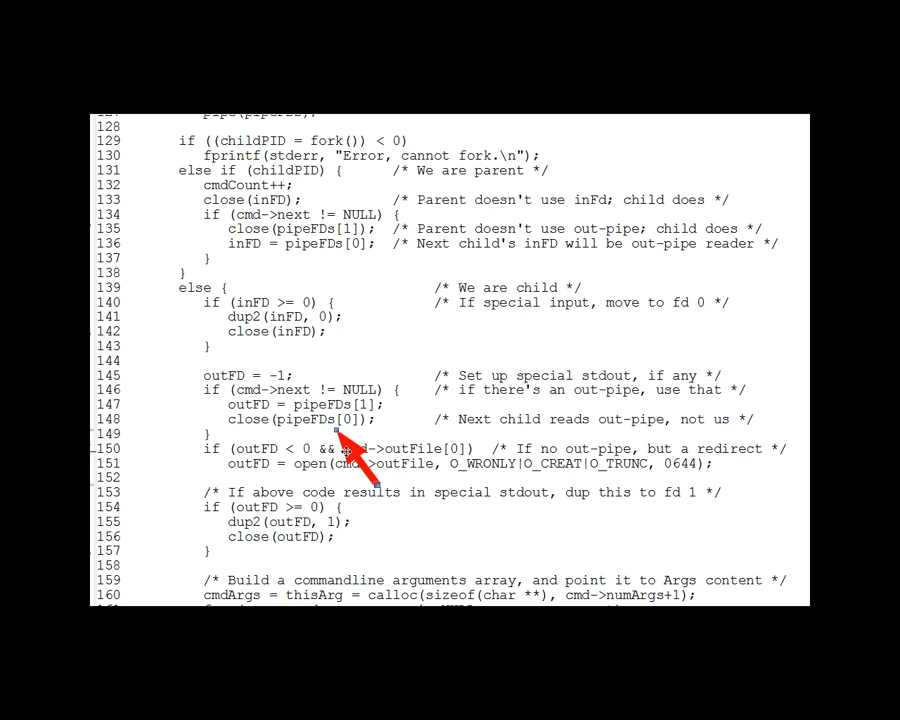 128
129 if ((childPID = fork()) < 0)
130 fprintf(stderr, "Error, cannot fork.\n");
131 else if (childPID) { /* We are parent */
132 cmdCount++;
133 close(inFD); /* Parent doesn't use inFd; child does */
134 if (cmd->next != NULL) {
135 close(pipeFDs[1]); /* Parent doesn't use out-pipe; child does */
136 inFD = pipeFDs[0]; /* Next child's inFD will be out-pipe reader */
137 }
138 }
139 else { /* We are child */
140 if (inFD >= 0) { /* If special input, move to fd 0 */
141 dup2(inFD, 0);
142 close(inFD);
143 }
144
145 outFD = -1; /* Set up special stdout, if any */
146 if (cmd->next != NULL) { /* if there's an out-pipe, use that */
147 outFD = pipeFDs[1];
148 close(pipeFDs[0]); /* Next child reads out-pipe, not us */
149 }
150 if (outFD < 0 && cmd->outFile[0]) /* If no out-pipe, but a redirect */
151 outFD = open(cmd->outFile, O_WRONLY|O_CREAT|O_TRUNC, 0644);
152
153 /* If above code results in special stdout, dup this to fd 1 */
154 if (outFD >= 0) {
155 dup2(outFD, 1);
156 close(outFD);
157 }
158
159 /* Build a commandline arguments array, and point it to Args content */
160 cmdArgs = thisArg = calloc(sizeof(char **), cmd->numArgs+1);